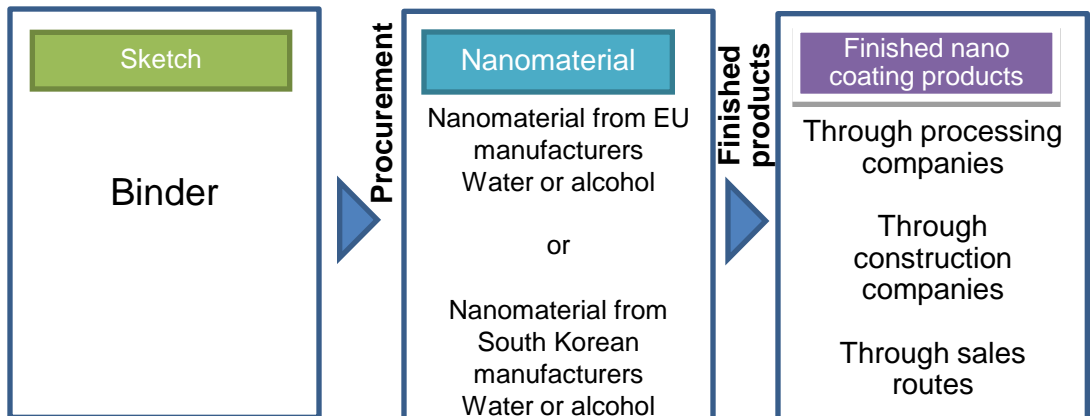 Sketch
Binder
Procurement
Nanomaterial
Nanomaterial from EU
manufacturers
Water or alcohol
or
Nanomaterial from
South Korean
manufacturers
Water or alcohol
Finished
products
Finished nano
coating products
Through processing
companies
Through
construction
companies
Through sales
routes